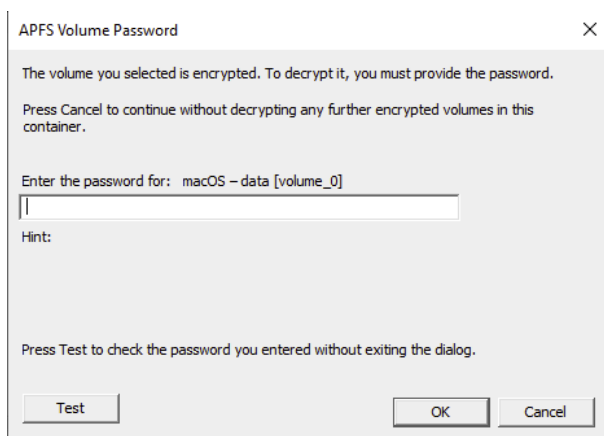 APFS Volume Password
The volume you selected is encrypted. To decrypt it, you must provide the password.
Press Cancel to continue without decrypting any further encrypted volumes in this
container.
Enter the password for: macOS – data [volume_0]
Hint:
Press Test to check the password you entered without exiting the dialog.
Test OK Cancel